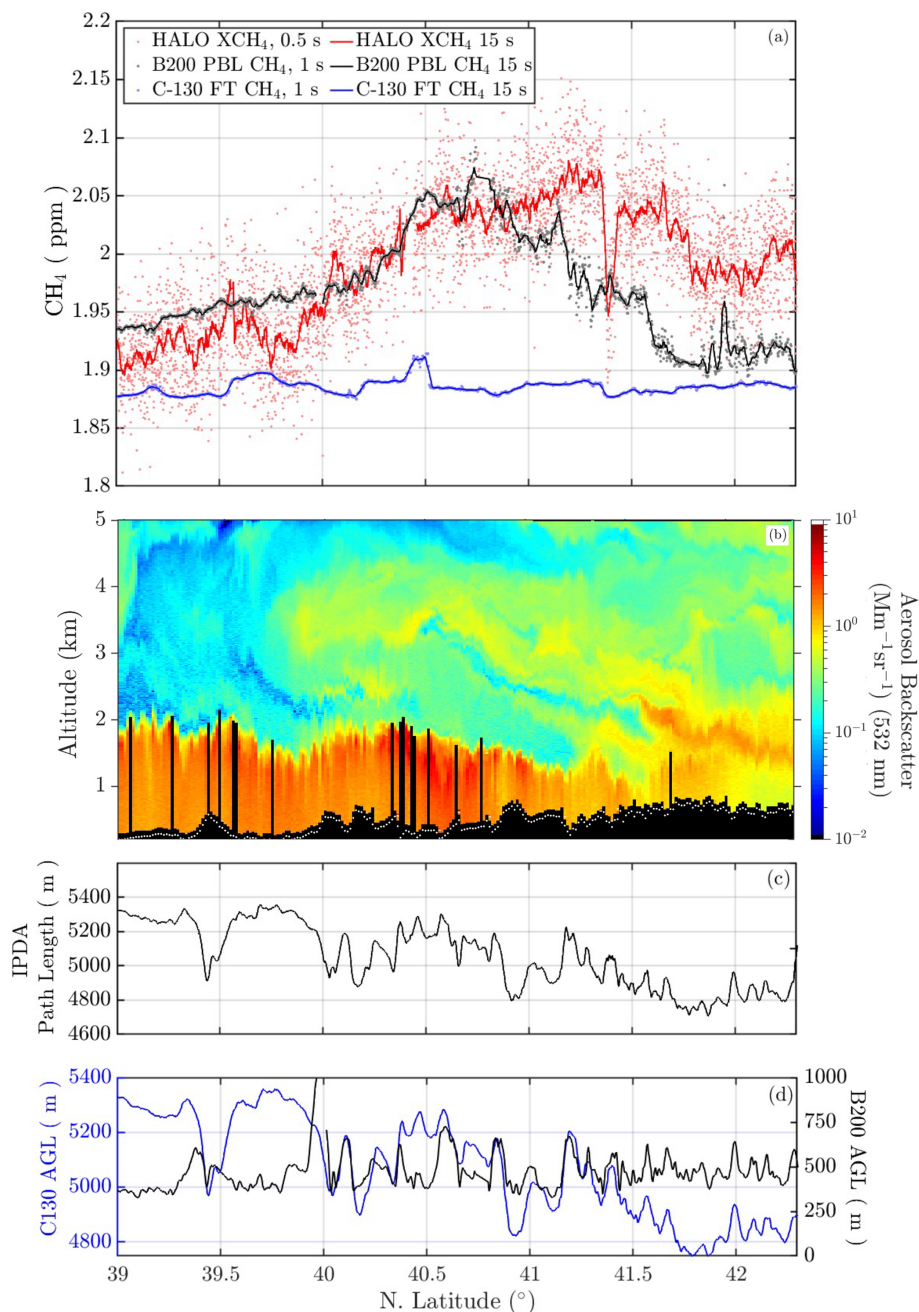 2.2
HALO XCH₄, 0.5 s HALO XCH₄ 15 s (a)
B200 PBL CH₄, 1 s B200 PBL CH₄ 15 s
C-130 FT CH₄, 1 s C-130 FT CH₄ 15 s
2.15
2.1
2.05
2
1.95
1.9
1.85
1.8
CH₄ ( ppm)
5
4
3
2
1
Altitude (km)
(b)
10¹
10⁰
10⁻¹
10⁻²
Aerosol Backscatter
(Mm⁻¹sr⁻¹) (532 nm)
5400
5200
5000
4800
4600
IPDA
Path Length ( m )
(c)
5400
5200
5000
4800
C130 AGL ( m )
(d)
1000
750
500
250
0
B200 AGL ( m )
39 39.5 40 40.5 41 41.5 42
N. Latitude (°)